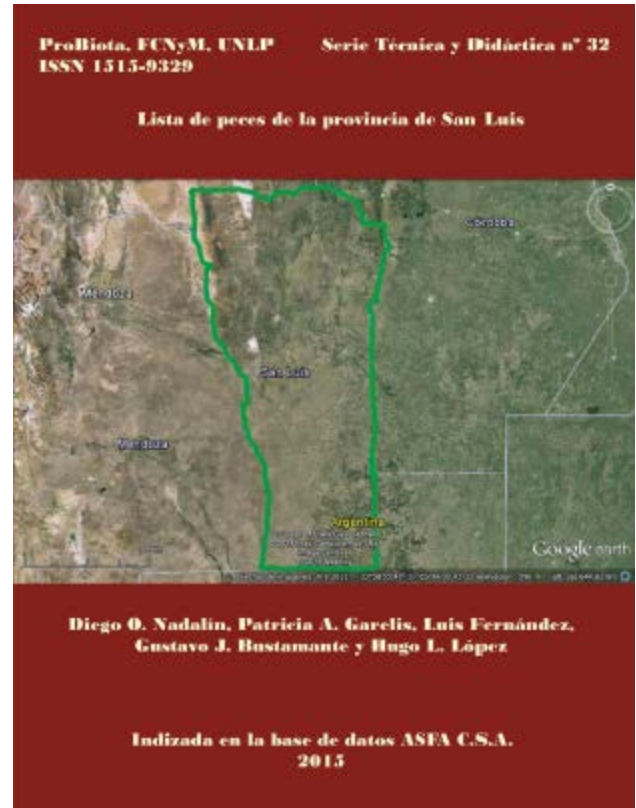 ProBiota, FCNyM, UNLP Serie Técnica y Didáctica n° 32
ISSN 1515-9329
Lista de peces de la provincia de San Luis
Córdoba
Mendoza
San Luis
Mendoza
Argentina
Google earth
Diego O. Nadalín, Patricia A. Garelis, Luis Fernández,
Gustavo J. Bustamante y Hugo L. López
Indizada en la base de datos ASFA C.S.A.
2015